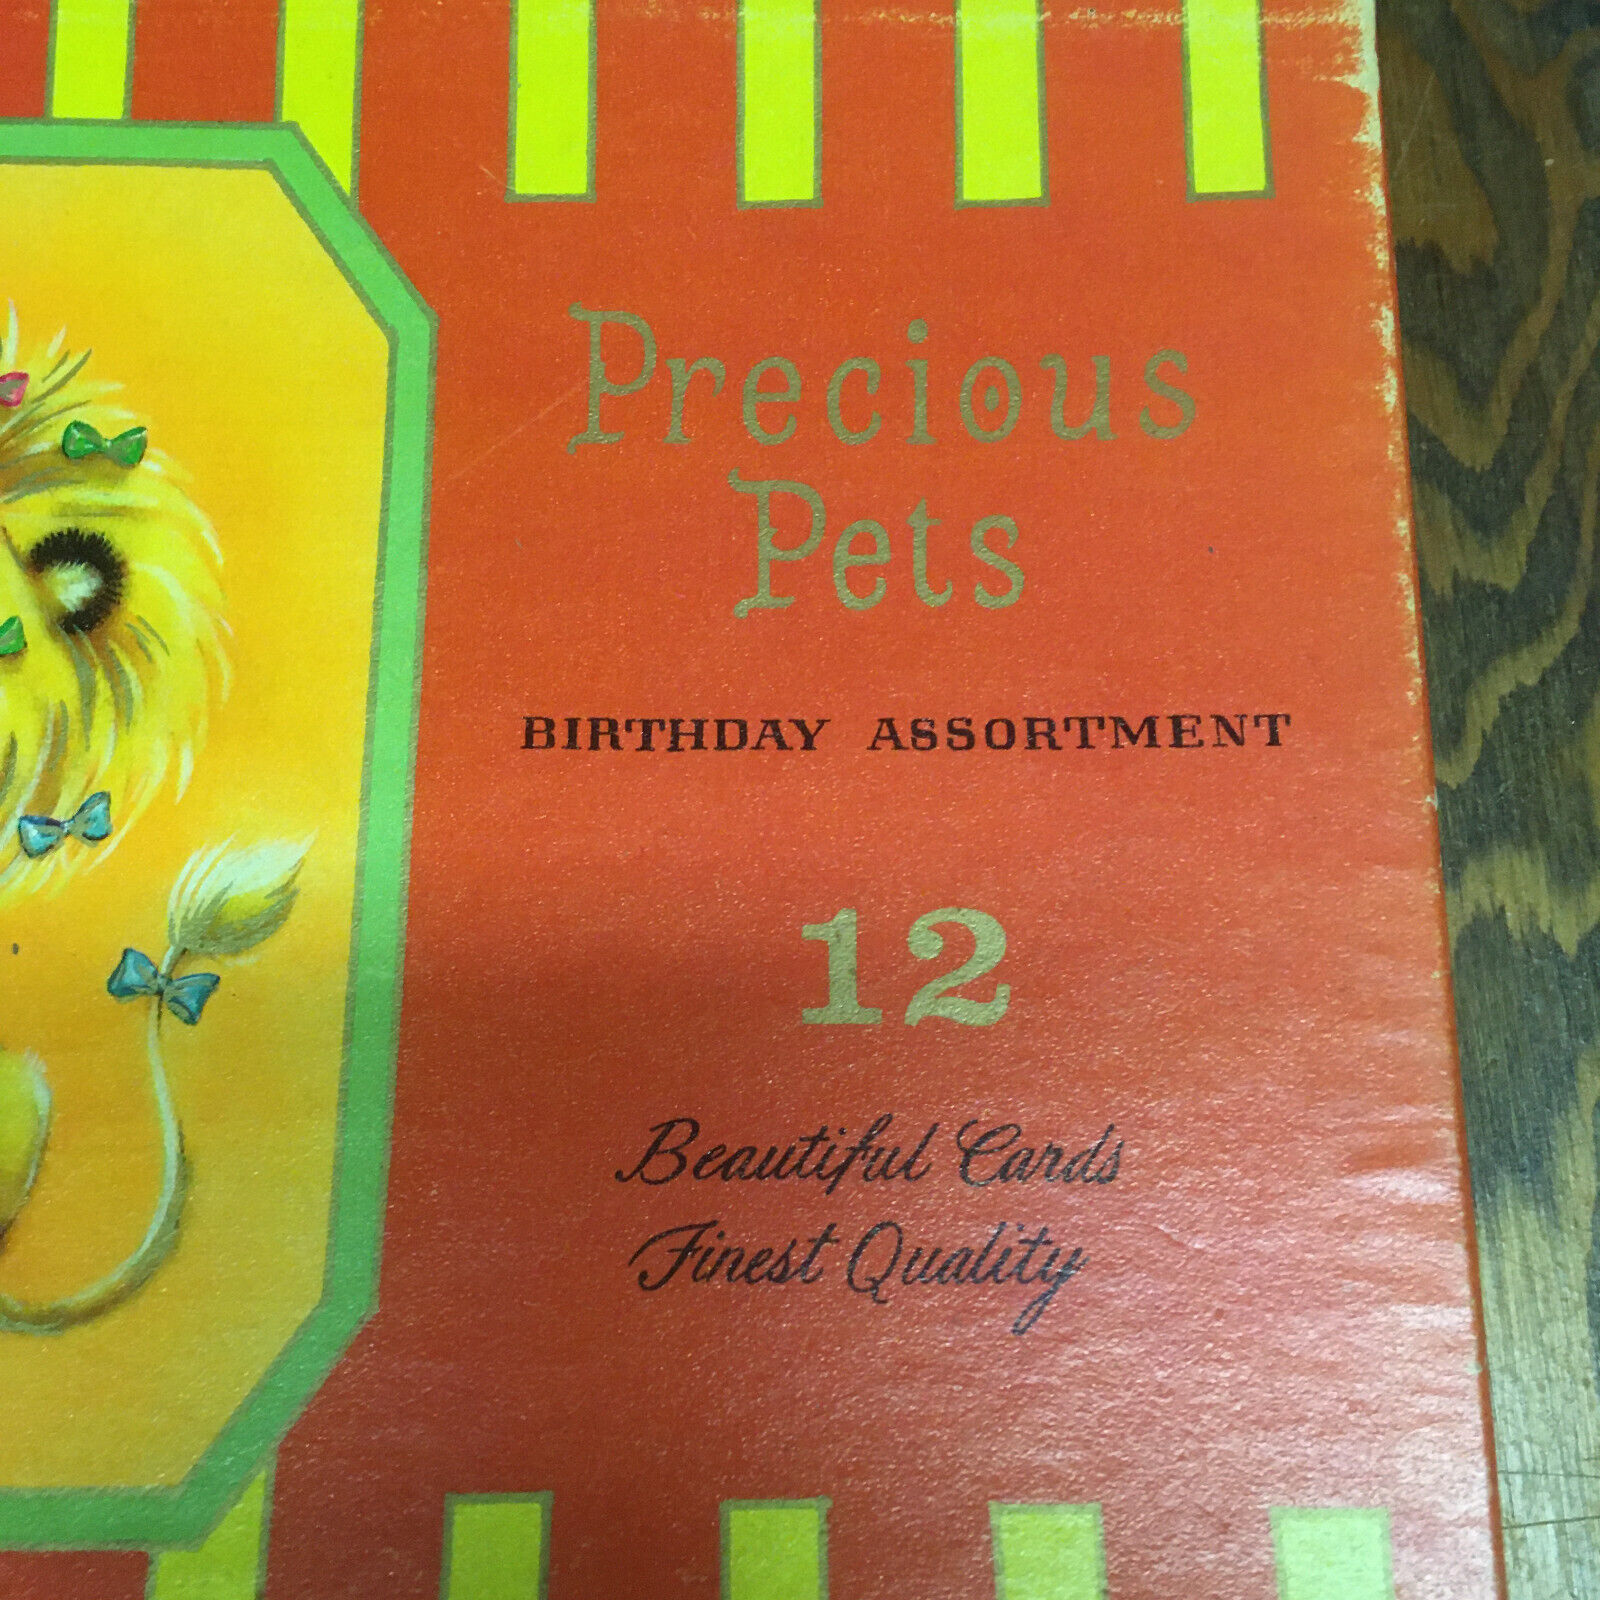 Precious
Pets
BIRTHDAY ASSORTMENT
12
Beautiful Cards
Finest Quality